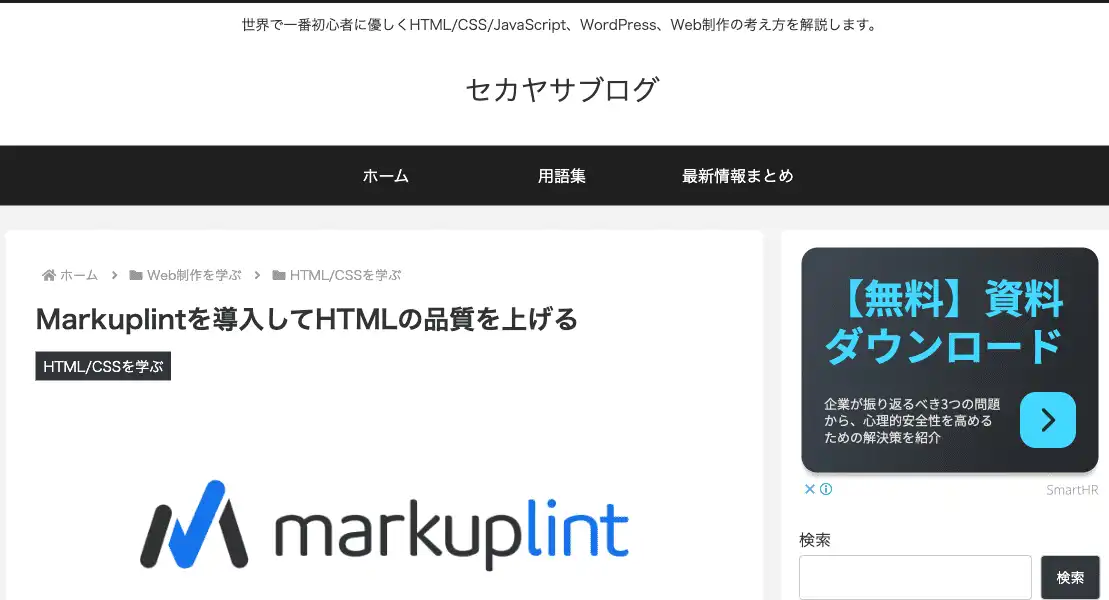 世界で一番初心者に優しくHTML/CSS/JavaScript、WordPress、Web制作の考え方を解説します。
セカヤサブログ
ホーム 用語集 最新情報まとめ
ホーム Web制作を学ぶ HTML/CSSを学ぶ
Markuplintを導入してHTMLの品質を上げる
HTML/CSSを学ぶ
markuplint
【無料】資料
ダウンロード
企業が振り返るべき3つの問題
から、心理的安全性を高める
ための解決策を紹介
SmartHR
検索
検索